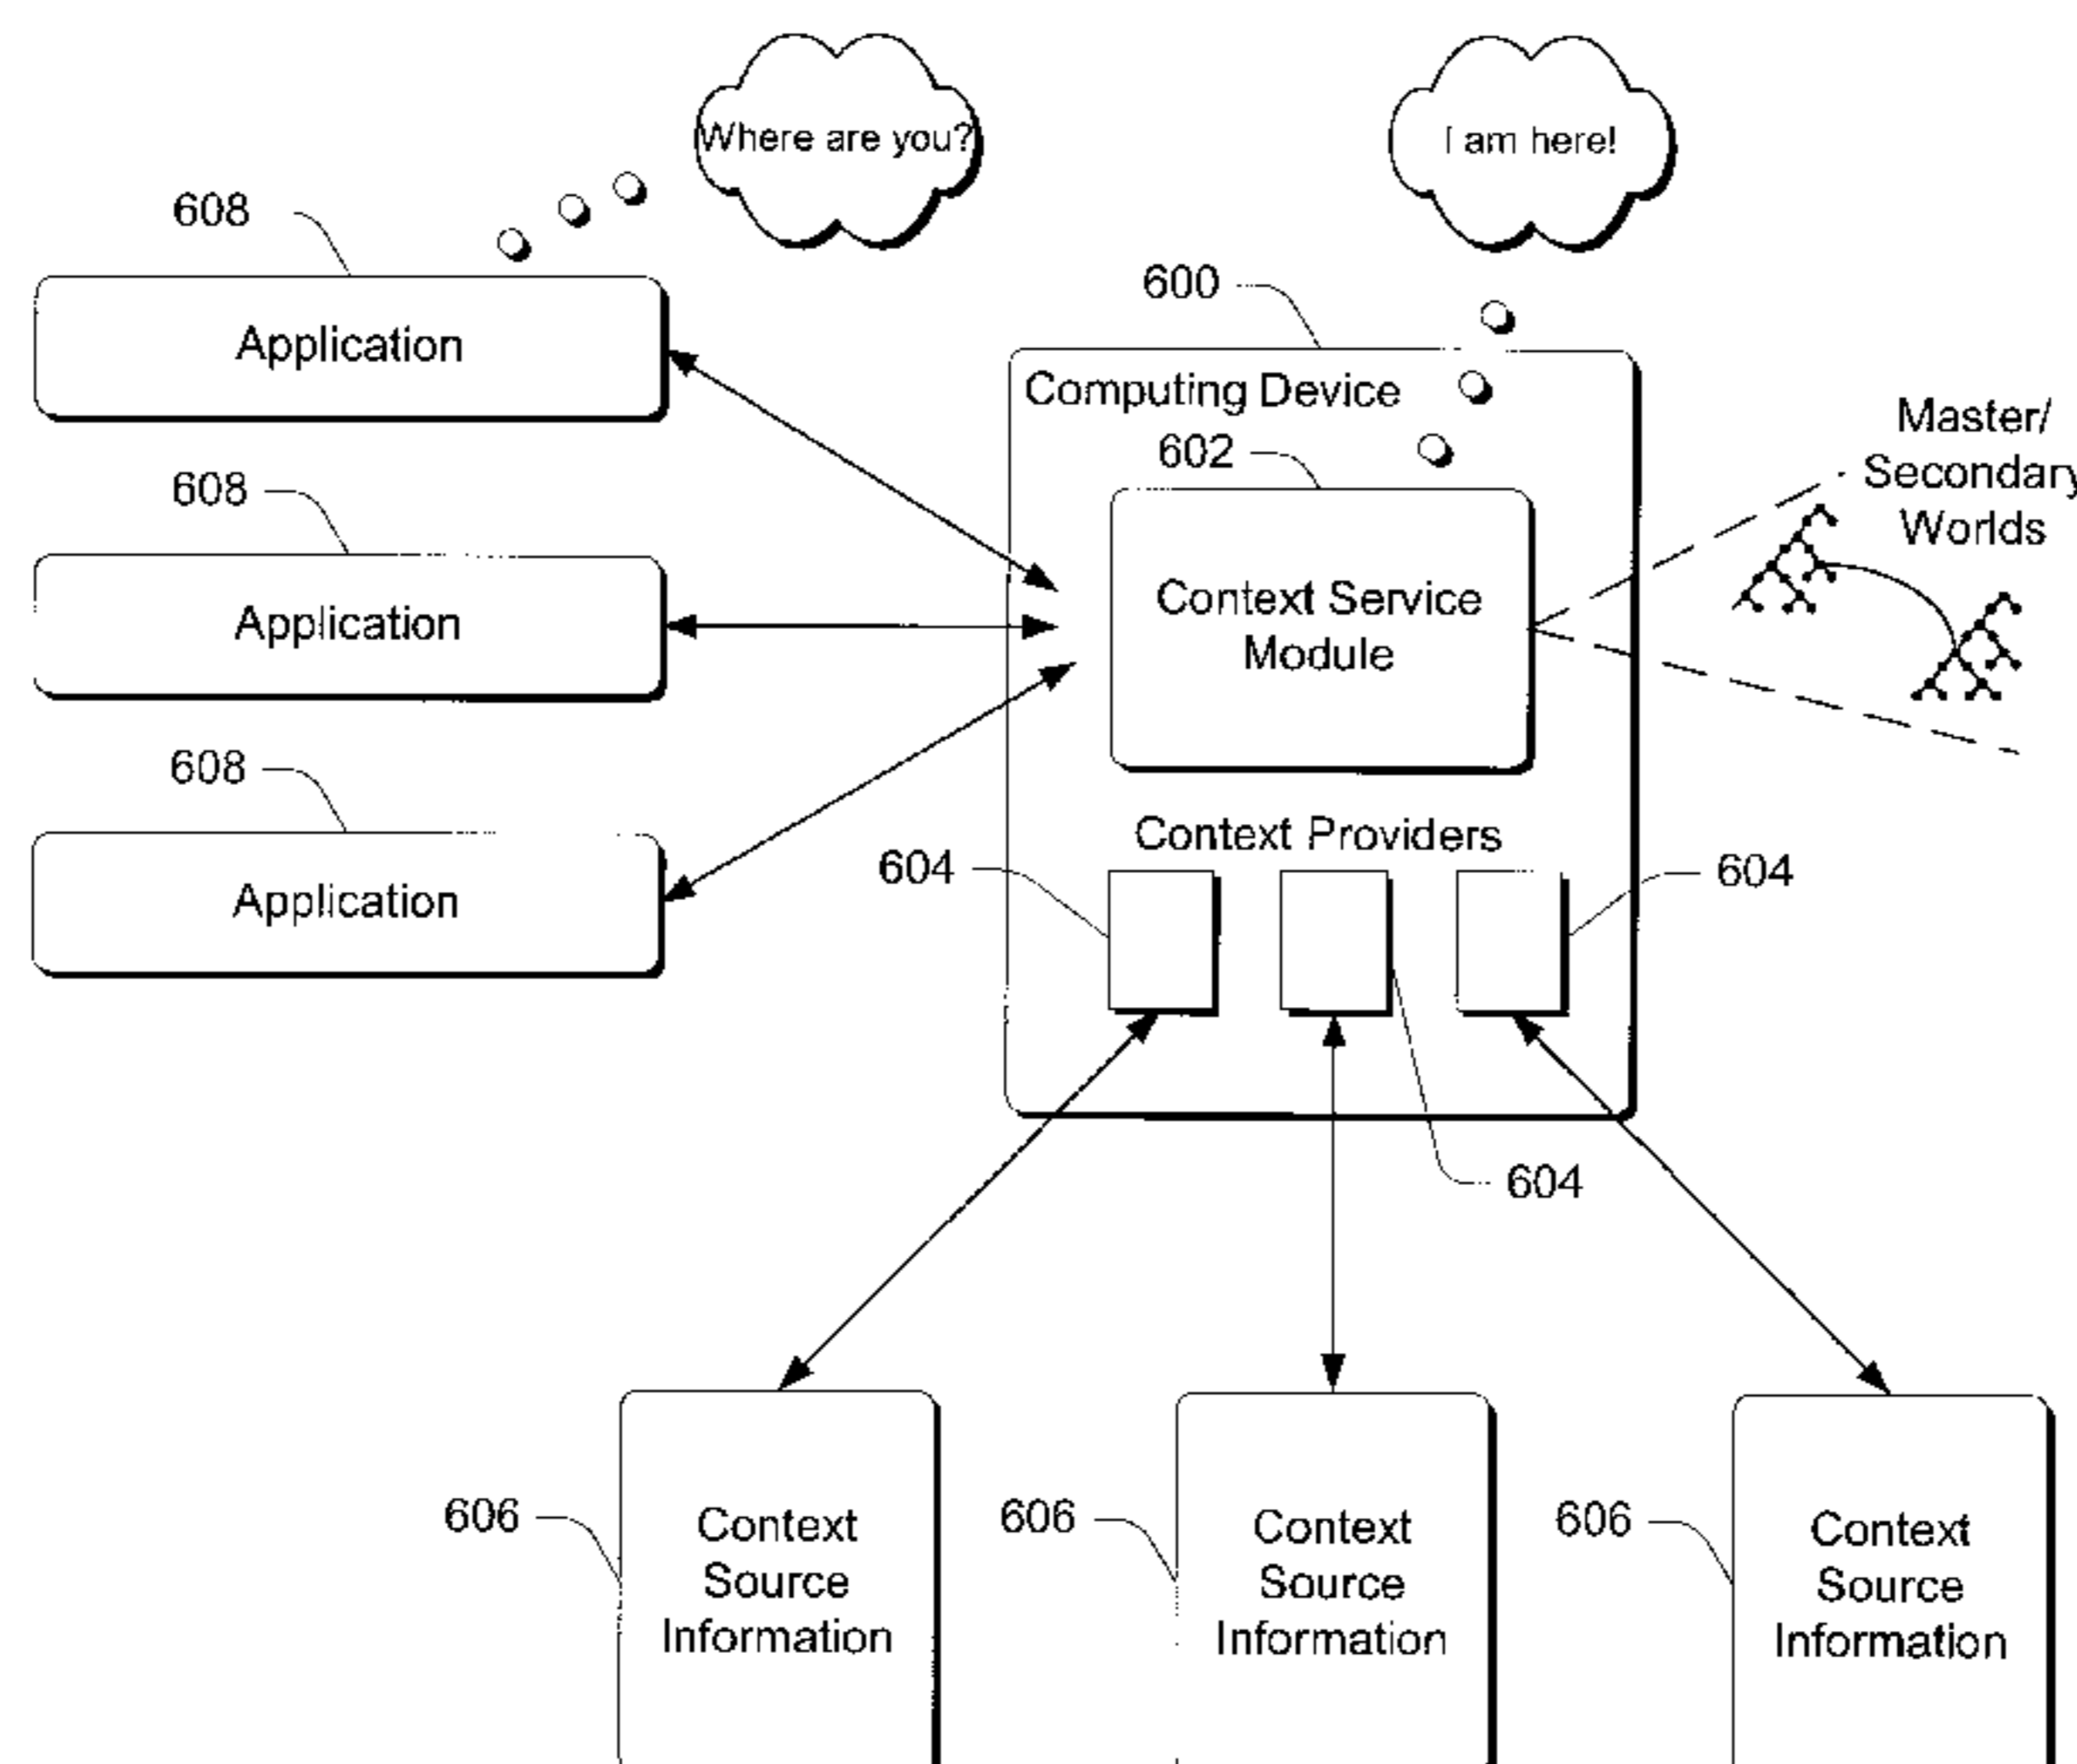 Where are you?
I am here!
608
Application
600
Computing Device
602
Master/
Secondary
Worlds
608
Application
Context Service
Module
608
Application
Context Providers
604
604
604
606
Context
Source
Information
606
Context
Source
Information
606
Context
Source
Information